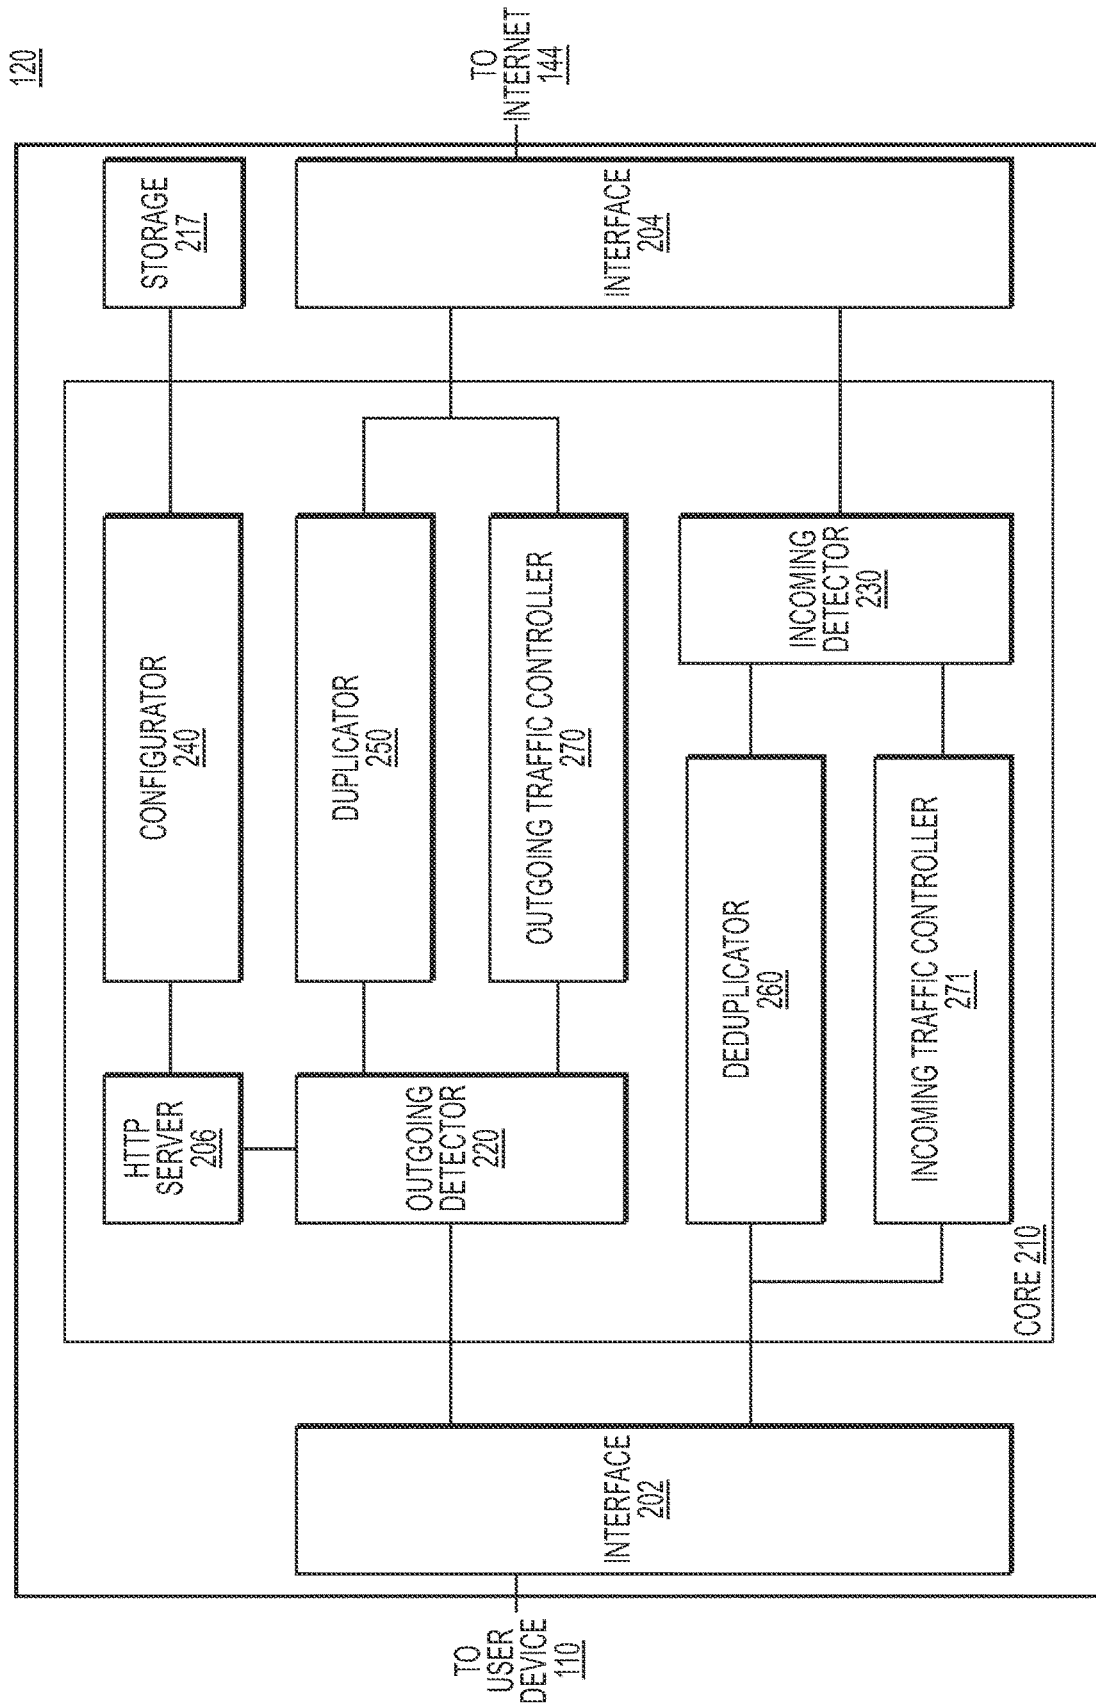 120
TO
USER
DEVICE
110
INTERFACE
202
HTTP
SERVER
206
CONFIGURATOR
240
STORAGE
217
OUTGOING
DETECTOR
220
DUPLICATOR
250
OUTGOING TRAFFIC CONTROLLER
270
DEDUPLICATOR
260
INCOMING TRAFFIC CONTROLLER
271
INCOMING
DETECTOR
230
CORE 210
INTERFACE
204
TO
INTERNET
144